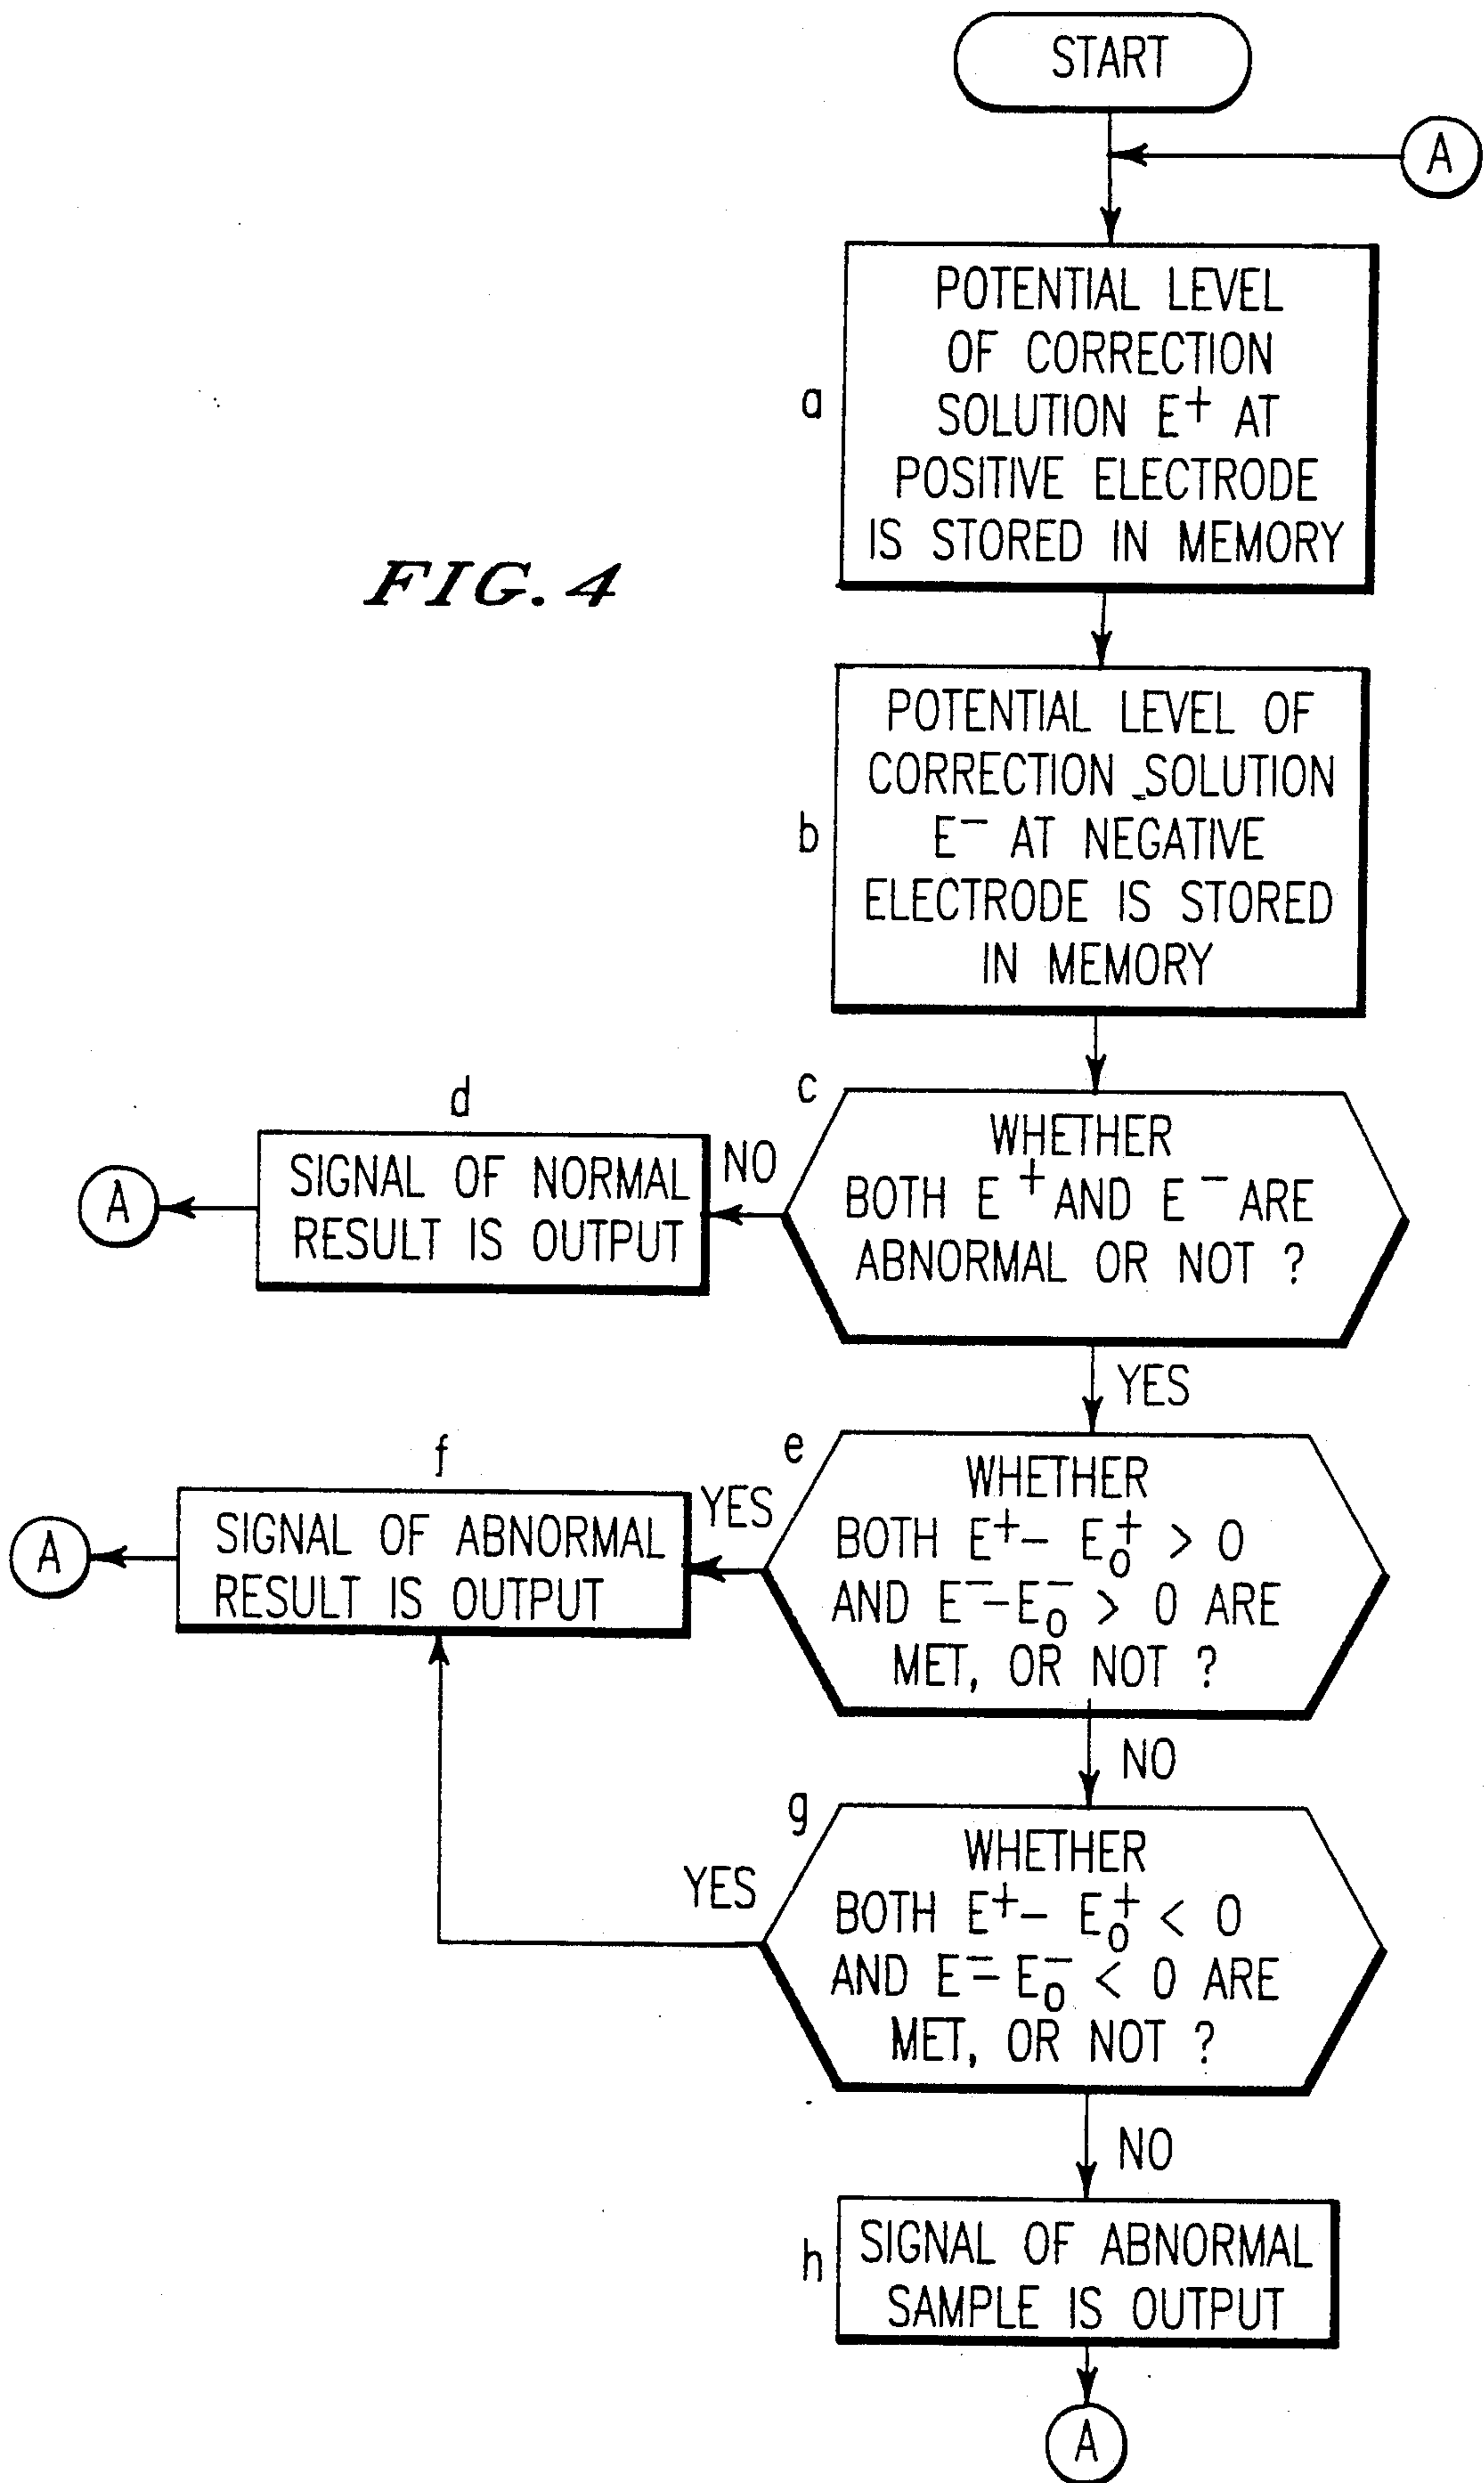 START
A
POTENTIAL LEVEL
OF CORRECTION
SOLUTION E⁺ AT
POSITIVE ELECTRODE
IS STORED IN MEMORY
a
FIG. 4
POTENTIAL LEVEL OF
CORRECTION SOLUTION
E⁻ AT NEGATIVE
ELECTRODE IS STORED
IN MEMORY
b
c
WHETHER
BOTH E⁺ AND E⁻ ARE
ABNORMAL OR NOT ?
NO
d
SIGNAL OF NORMAL
RESULT IS OUTPUT
A
YES
e
WHETHER
BOTH E⁺− E₀⁺ > 0
AND E⁻−E₀⁻ > 0 ARE
MET, OR NOT ?
YES
f
SIGNAL OF ABNORMAL
RESULT IS OUTPUT
A
NO
g
WHETHER
BOTH E⁺− E₀⁺ < 0
AND E⁻− E₀⁻ < 0 ARE
MET, OR NOT ?
YES
NO
h
SIGNAL OF ABNORMAL
SAMPLE IS OUTPUT
A